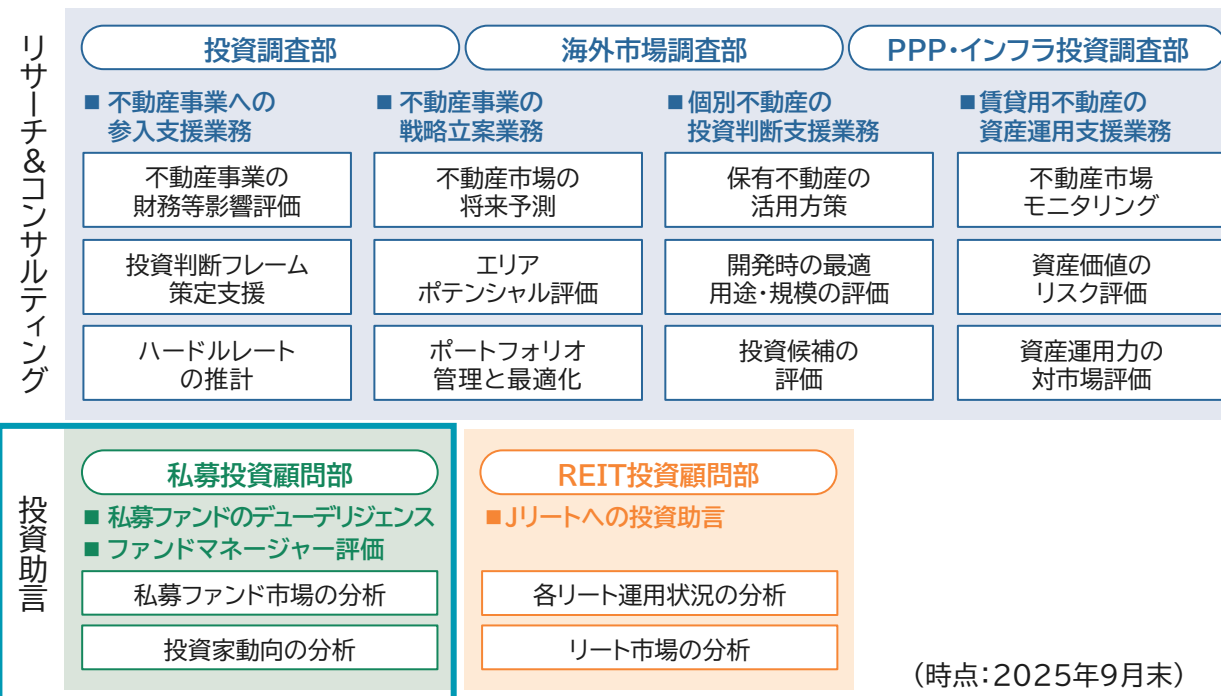 リサーチ&コンサルティング
投資調査部
海外市場調査部
PPP・インフラ投資調査部
■ 不動産事業への
参入支援業務
不動産事業の
財務等影響評価
投資判断フレーム
策定支援
ハードルレート
の推計
■ 不動産事業の
戦略立案業務
不動産市場の
将来予測
エリア
ポテンシャル評価
ポートフォリオ
管理と最適化
■個別不動産の
投資判断支援業務
保有不動産の
活用方策
開発時の最適
用途・規模の評価
投資候補の
評価
■賃貸用不動産の
資産運用支援業務
不動産市場
モニタリング
資産価値の
リスク評価
資産運用力の
対市場評価
投資助言
私募投資顧問部
■ 私募ファンドのデューデリジェンス
■ ファンドマネージャー評価
私募ファンド市場の分析
投資家動向の分析
REIT投資顧問部
■Jリートへの投資助言
各リート運用状況の分析
リート市場の分析
（時点：2025年9月末）